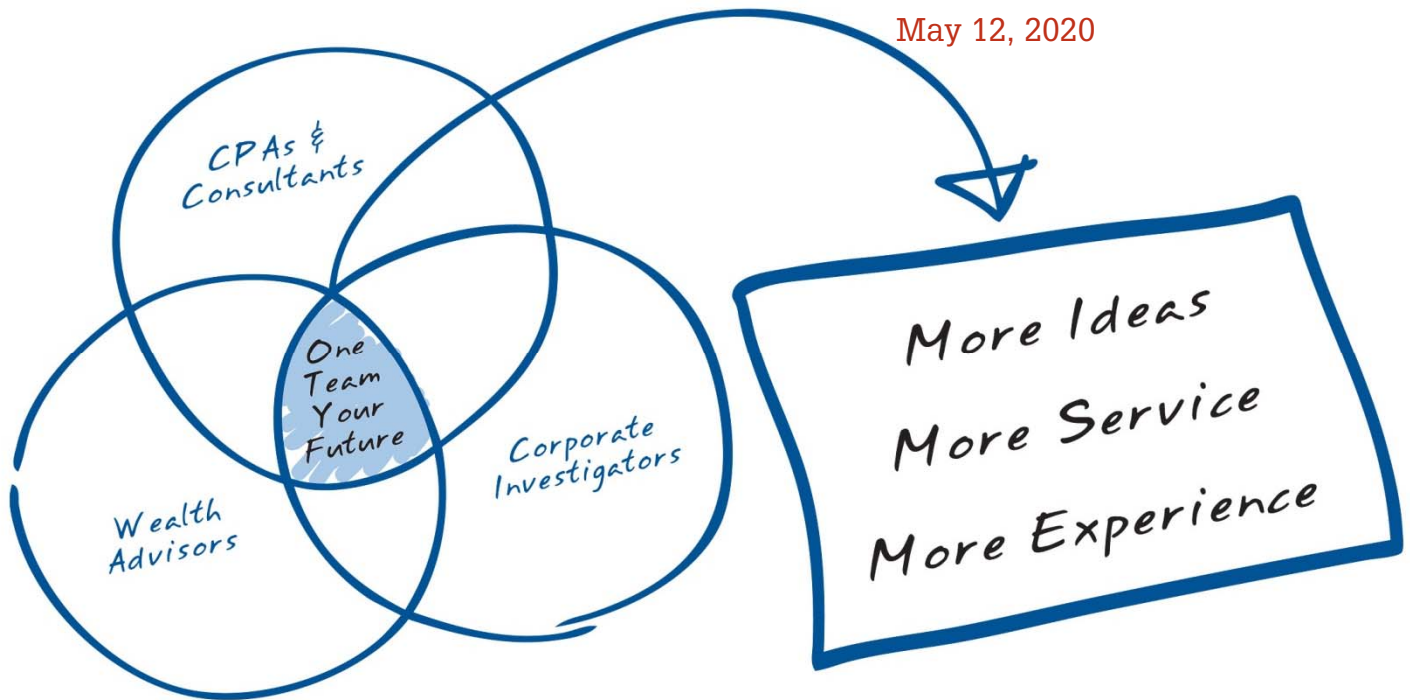 May 12, 2020
CPAs &
Consultants
One
Team
Your
Future
Corporate
Investigators
Wealth
Advisors
More Ideas
More Service
More Experience